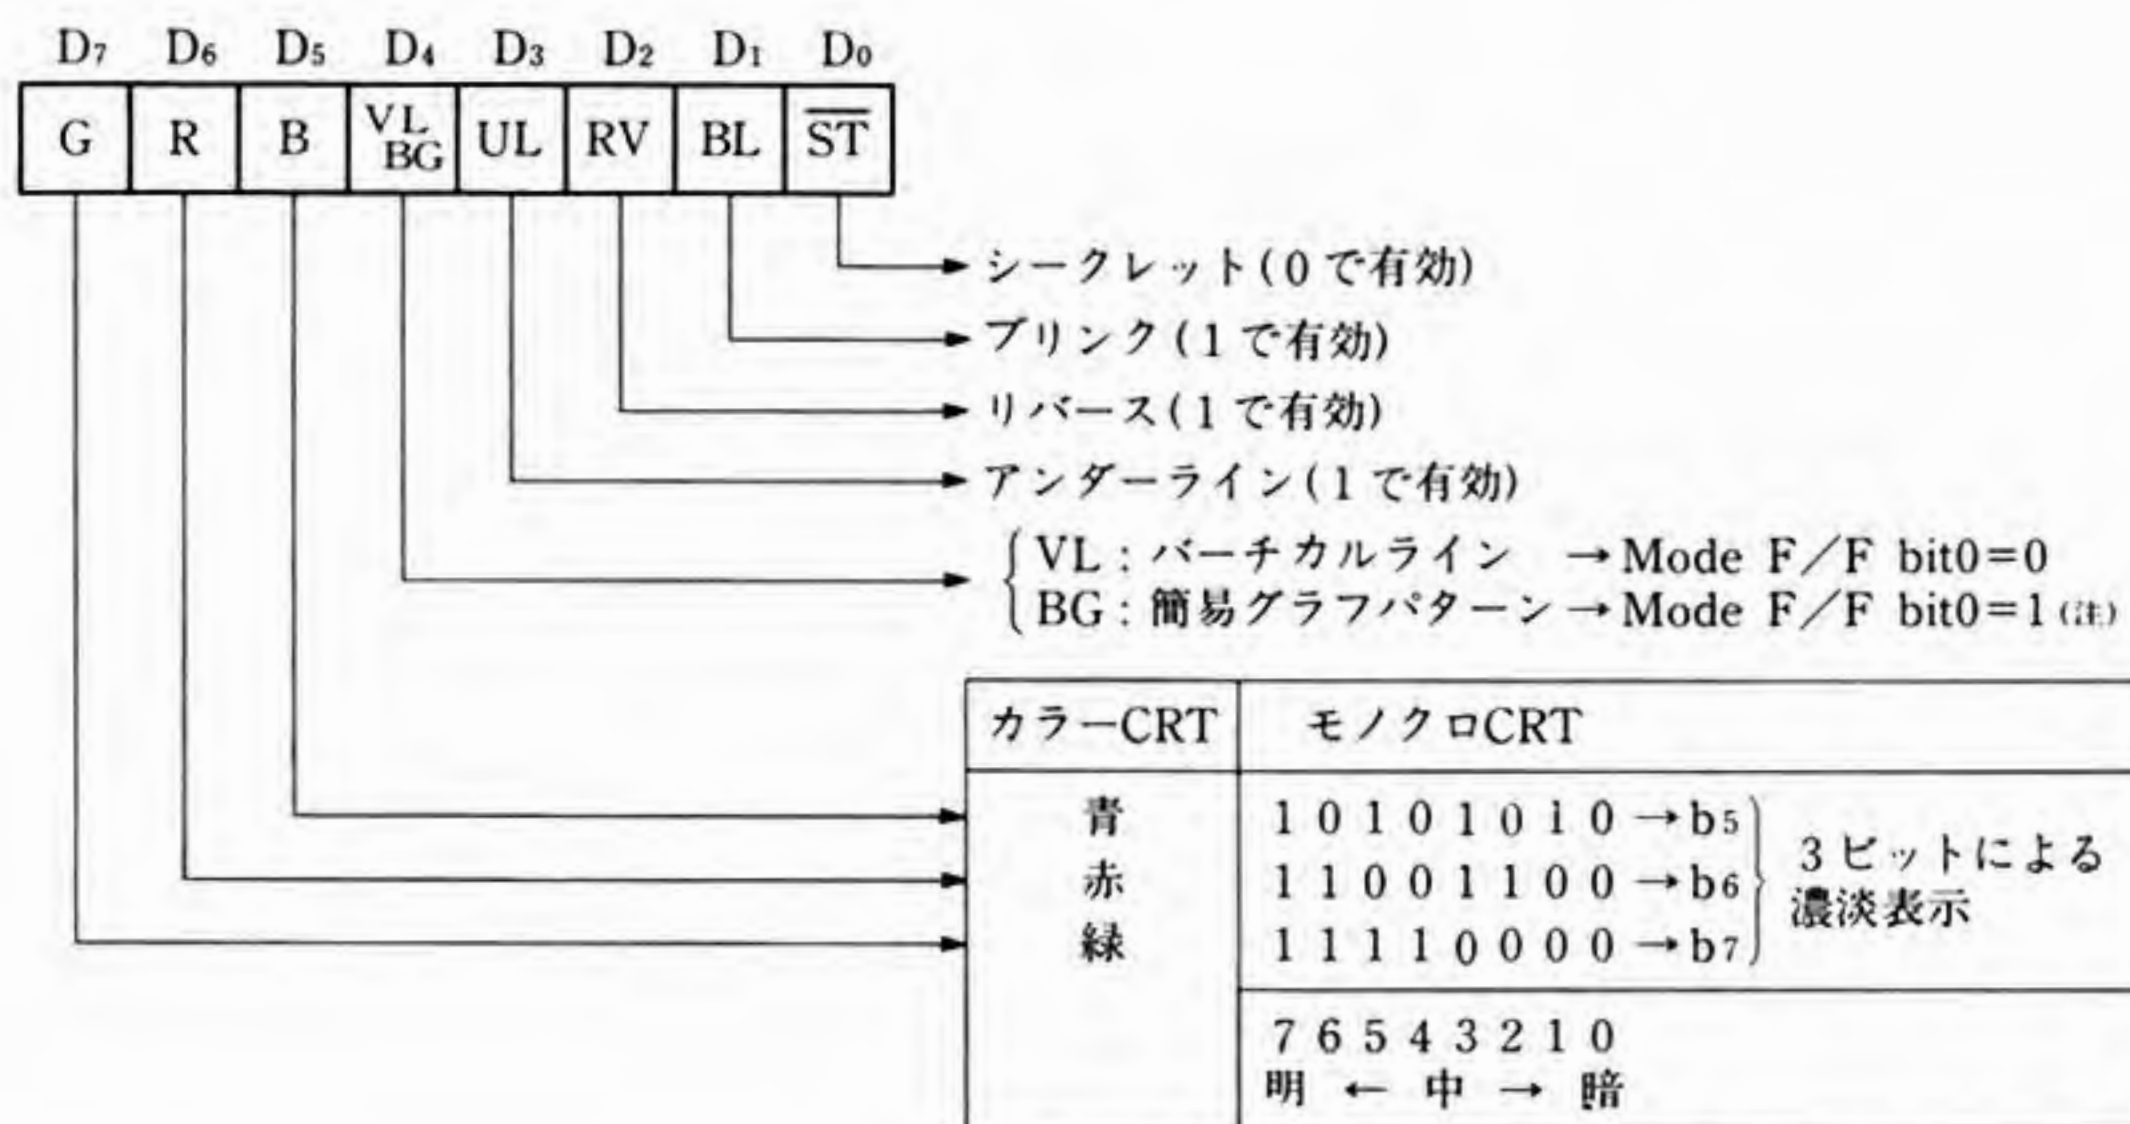 D7 D6 D5 D4 D3 D2 D1 D0
G R B VL BG UL RV BL S̅T̅
シークレット(0で有効)
ブリンク(1で有効)
リバース(1で有効)
アンダーライン(1で有効)
VL：バーチカルライン →Mode F／F bit0=0
BG：簡易グラフパターン→Mode F／F bit0=1(注)
カラーCRT モノクロCRT
青 1 0 1 0 1 0 1 0 →b5
赤 1 1 0 0 1 1 0 0 →b6
緑 1 1 1 1 0 0 0 0 →b7
3ビットによる
濃淡表示
7 6 5 4 3 2 1 0
明 ← 中 → 暗